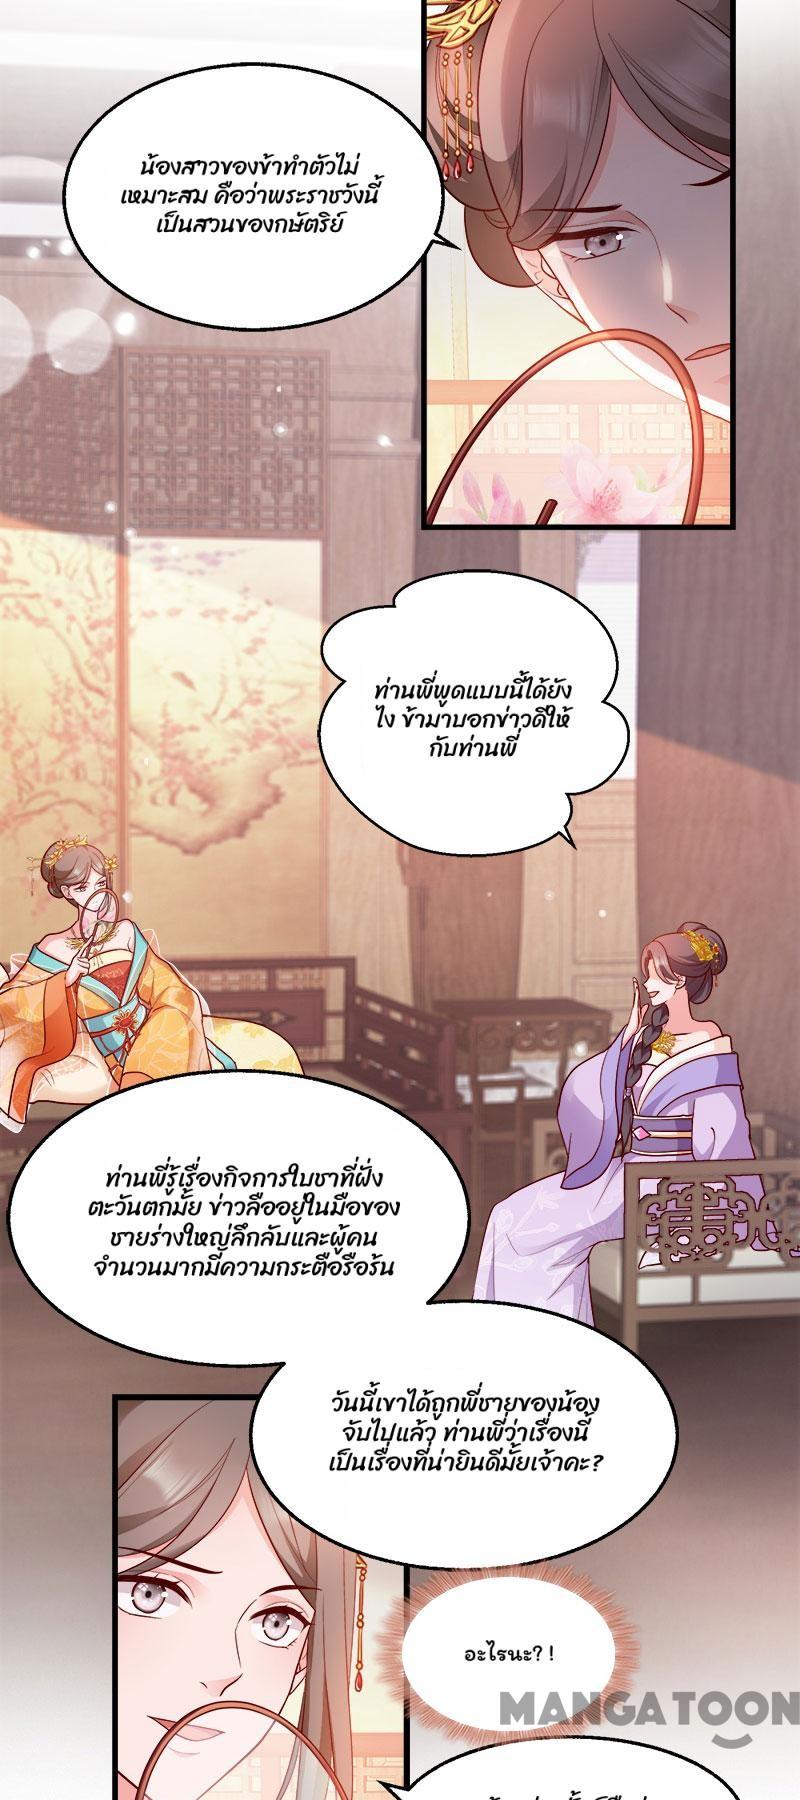 น้องสาวของข้าทำตัวไม่
เหมาะสม คือว่าพระราชวังนี้
เป็นสวนของกษัตริย์
ท่านพี่พูดแบบนี้ได้ยัง
ไง ข้ามาบอกข่าวดีให้
กับท่านพี่
ท่านพี่รู้เรื่องกิจการใบชาที่ฝั่ง
ตะวันตกมั้ย ข่าวลืออยู่ในมือของ
ชายร่างใหญ่ลึกลับและผู้คน
จำนวนมากมีความกระตือรือร้น
วันนี้เขาได้ถูกพี่ชายของน้อง
จับไปแล้ว ท่านพี่ว่าเรื่องนี้
เป็นเรื่องที่น่ายินดีมั้ยเจ้าคะ?
อะไรนะ?!
MANGATOON